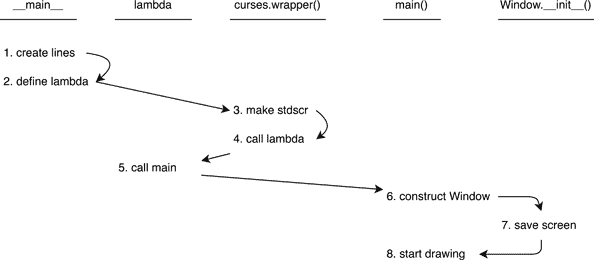 __main__ lambda curses.wrapper() main() Window.__init__()
1. create lines
2. define lambda
3. make stdscr
4. call lambda
5. call main
6. construct Window
7. save screen
8. start drawing